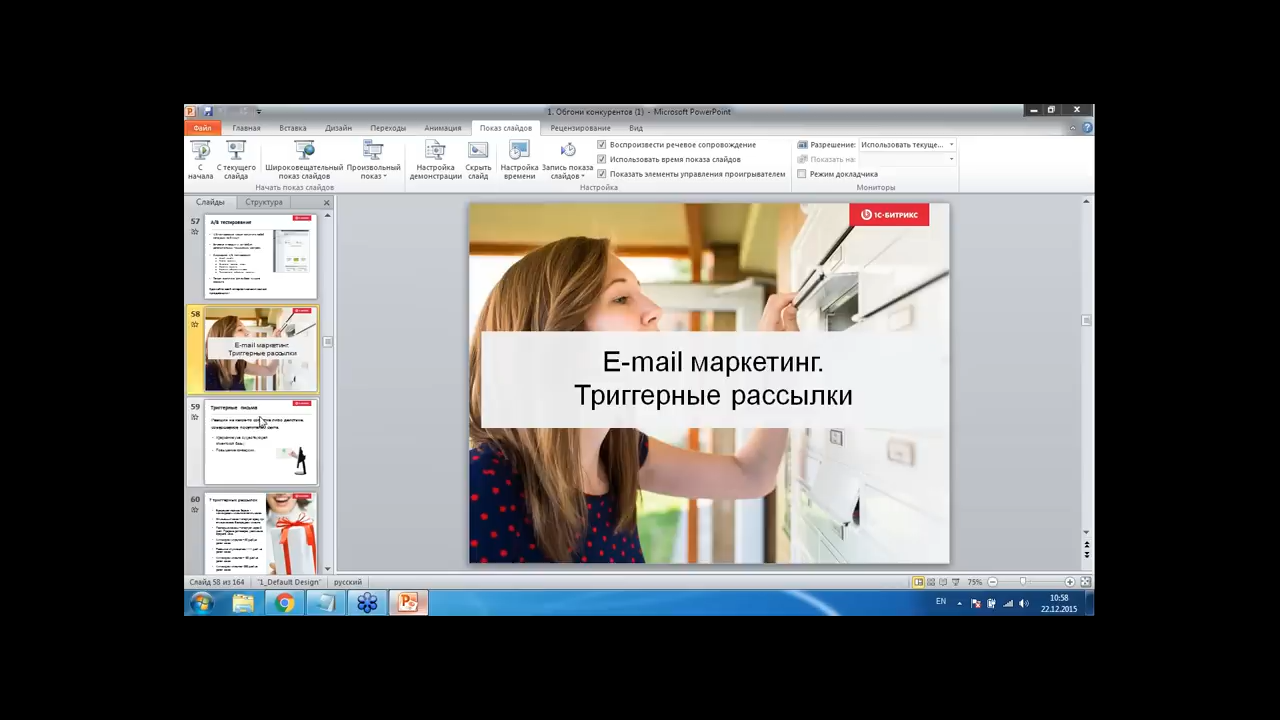 1. Обгони конкурентов (1) - Microsoft PowerPoint
Файл Главная Вставка Дизайн Переходы Анимация Показ слайдов Рецензирование Вид
С начала
С текущего слайда
Широковещательный показ слайдов
Произвольный показ
Начать показ слайдов
Настройка демонстрации
Скрыть слайд
Настройка времени
Запись показа слайдов
Воспроизвести речевое сопровождение
Использовать время показа слайдов
Показать элементы управления проигрывателем
Настройка
Разрешение: Использовать текуще...
Показать на:
Режим докладчика
Мониторы
Слайды Структура
57
A/B тестирование
58
E-mail маркетинг.
Триггерные рассылки
59
Триггерные письма
60
1С-БИТРИКС
E-mail маркетинг.
Триггерные рассылки
Слайд 58 из 164 "1_Default Design" русский 75%
EN 10:58
22.12.2015